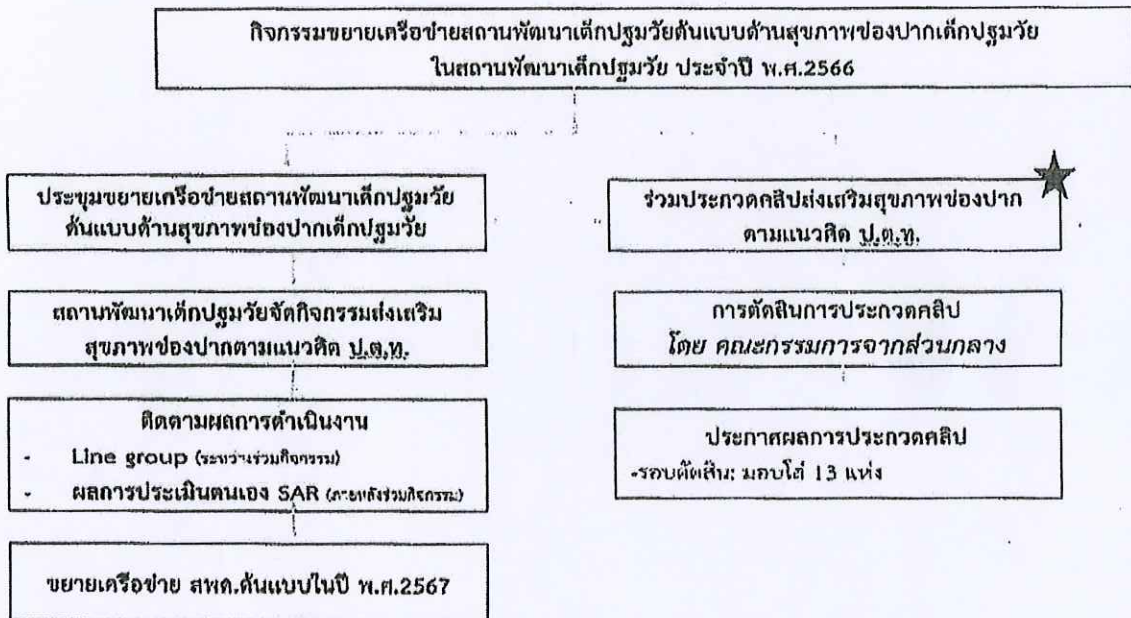 กิจกรรมขยายเครือข่ายสถานพัฒนาเด็กปฐมวัยต้นแบบด้านสุขภาพช่องปากเด็กปฐมวัย
ในสถานพัฒนาเด็กปฐมวัย ประจำปี พ.ศ.2566
ประชุมขยายเครือข่ายสถานพัฒนาเด็กปฐมวัย
ต้นแบบด้านสุขภาพช่องปากเด็กปฐมวัย
สถานพัฒนาเด็กปฐมวัยจัดกิจกรรมส่งเสริม
สุขภาพช่องปากตามแนวคิด ป.ต.ท.
ติดตามผลการดำเนินงาน
- Line group (ระหว่างร่วมกิจกรรม)
- ผลการประเมินตนเอง SAR (ภายหลังร่วมกิจกรรม)
ขยายเครือข่าย สพด.ต้นแบบในปี พ.ศ.2567
ร่วมประกวดคลิปส่งเสริมสุขภาพช่องปาก
ตามแนวคิด ป.ต.ท.
การตัดสินการประกวดคลิป
โดย คณะกรรมการจากส่วนกลาง
ประกาศผลการประกวดคลิป
-รอบตัดสิน: มอบโล่ 13 แห่ง